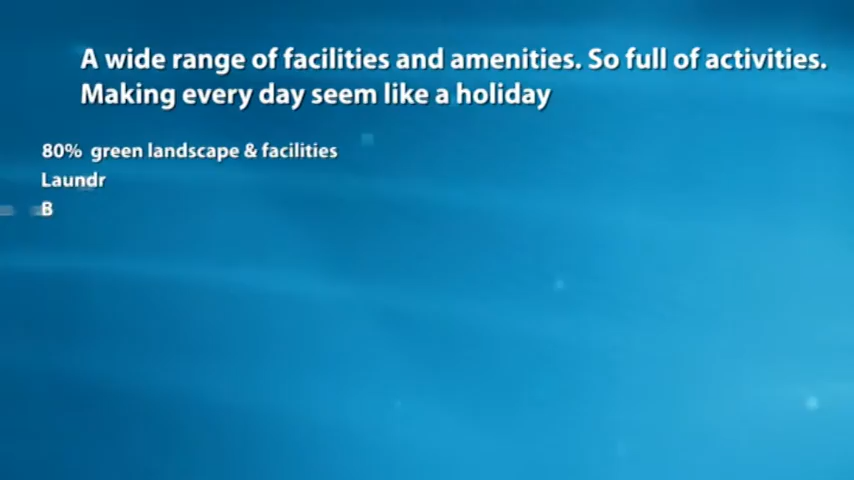 A wide range of facilities and amenities. So full of activities.
Making every day seem like a holiday
80% green landscape & facilities
Laundr
B